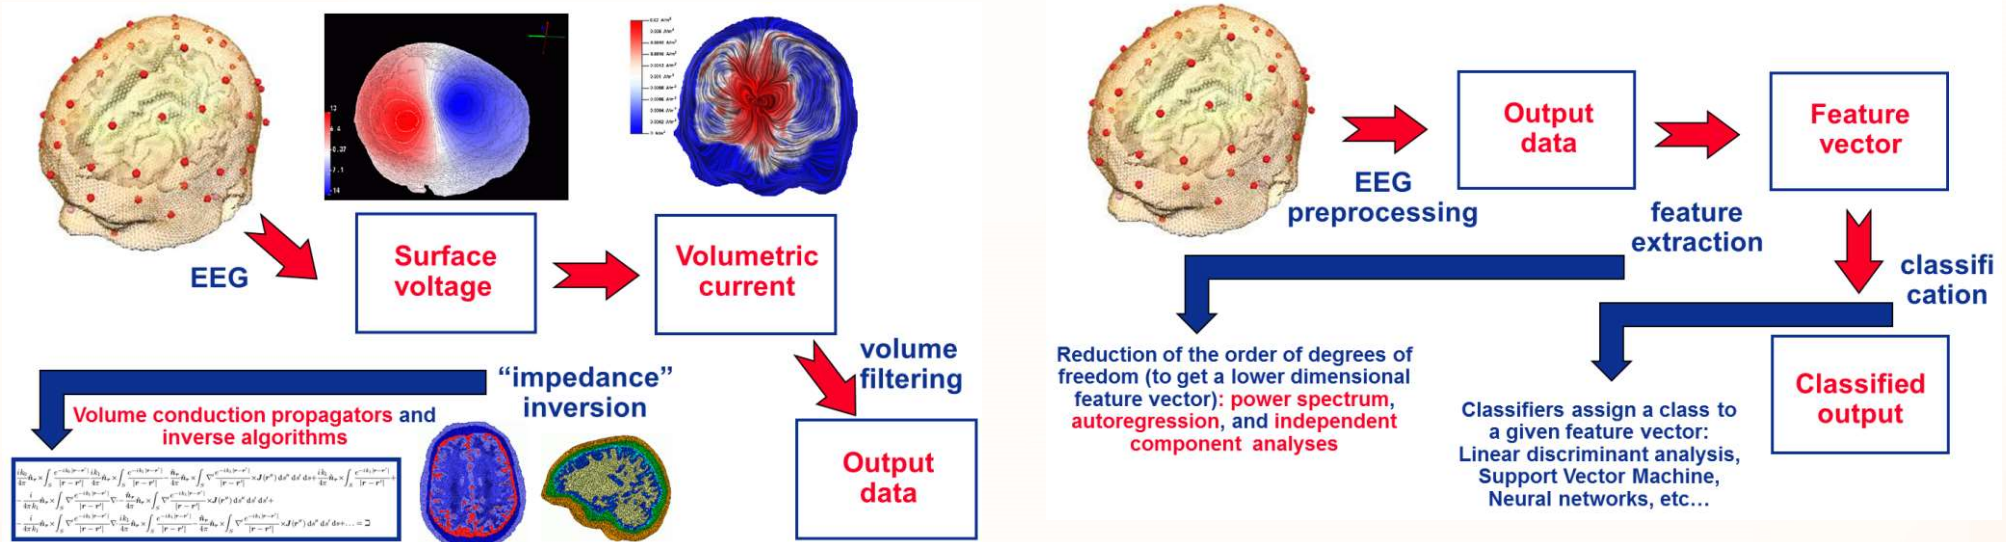 EEG
Surface
voltage
Volumetric
current
volume
filtering
Output
data
“impedance”
inversion
Volume conduction propagators and
inverse algorithms
EEG
preprocessing
Output
data
feature
extraction
Feature
vector
classifi
cation
Classified
output
Reduction of the order of degrees of
freedom (to get a lower dimensional
feature vector): power spectrum,
autoregression, and independent
component analyses
Classifiers assign a class to
a given feature vector:
Linear discriminant analysis,
Support Vector Machine,
Neural networks, etc…